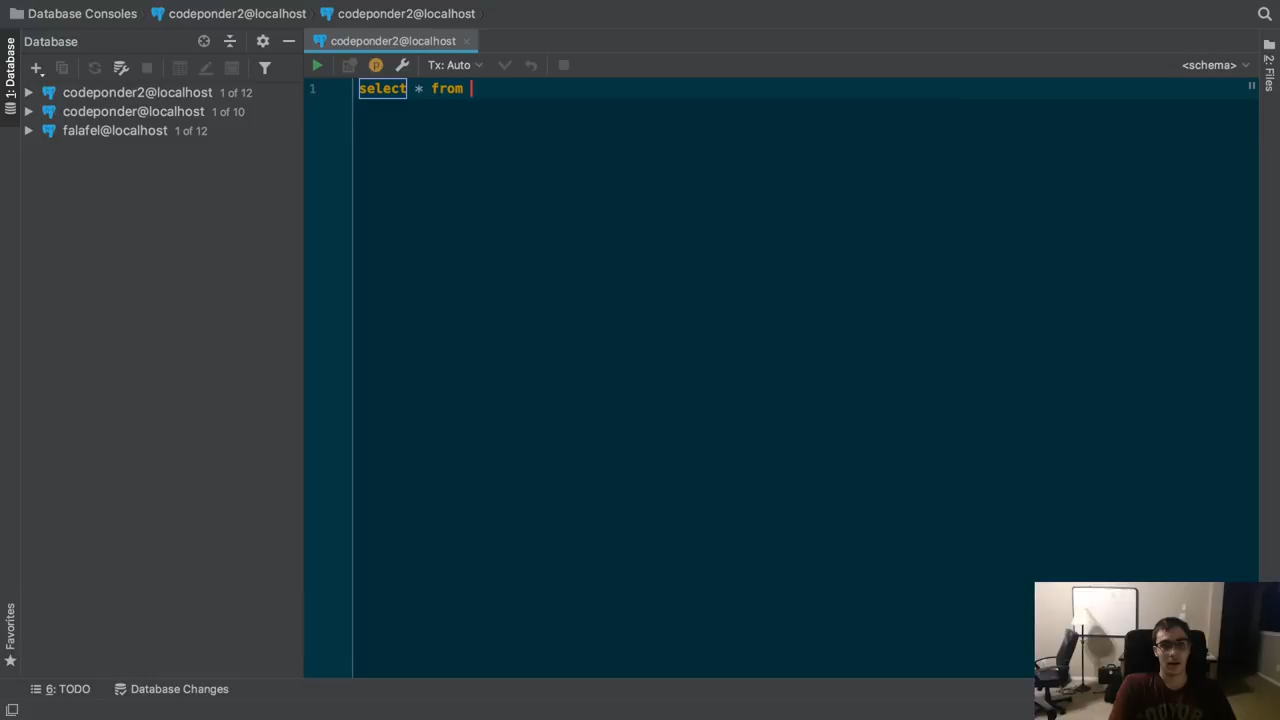 Database Consoles codeponder2@localhost codeponder2@localhost
1: Database
Database
codeponder2@localhost 1 of 12
codeponder@localhost 1 of 10
falafel@localhost 1 of 12
codeponder2@localhost ×
Tx: Auto
<schema>
1 select * from
2: Files
Favorites
6: TODO Database Changes